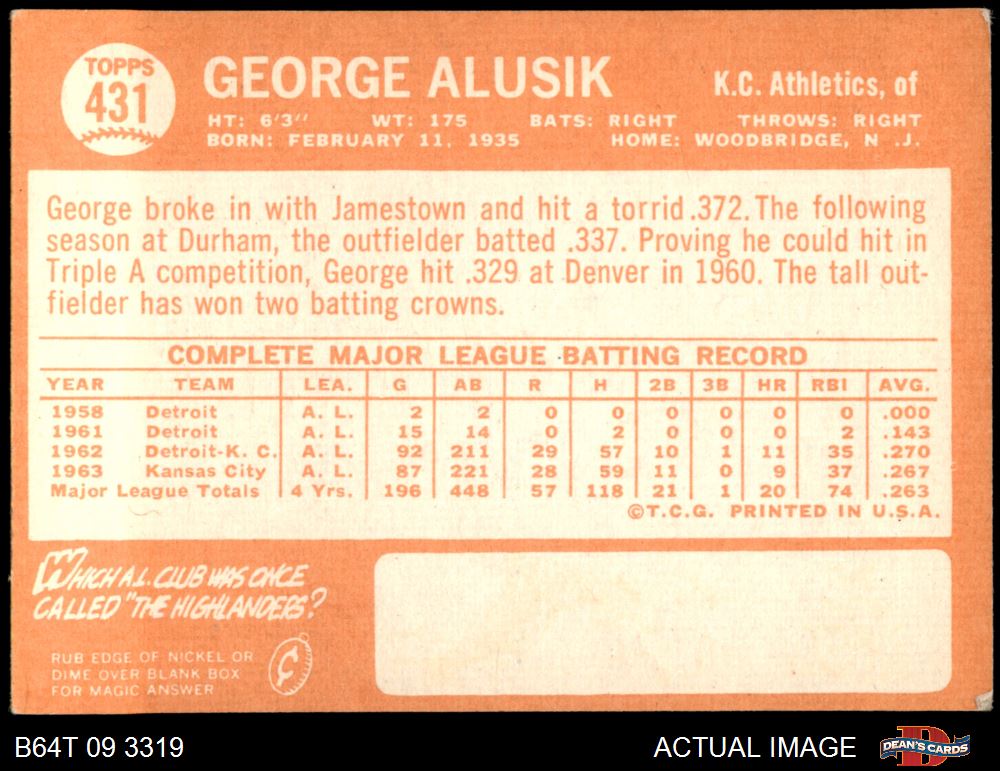 TOPPS
431
GEORGE ALUSIK
K.C. Athletics, of
HT: 6'3" WT: 175 BATS: RIGHT THROWS: RIGHT
BORN: FEBRUARY 11, 1935 HOME: WOODBRIDGE, N .J.
George broke in with Jamestown and hit a torrid .372. The following
season at Durham, the outfielder batted .337. Proving he could hit in
Triple A competition, George hit .329 at Denver in 1960. The tall out-
fielder has won two batting crowns.
COMPLETE MAJOR LEAGUE BATTING RECORD
YEAR TEAM LEA. G AB R H 2B 3B HR RBI AVG.
1958 Detroit A. L. 2 2 0 0 0 0 0 0 .000
1961 Detroit A. L. 15 14 0 2 0 0 0 2 .143
1962 Detroit-K. C. A. L. 92 211 29 57 10 1 11 35 .270
1963 Kansas City A. L. 87 221 28 59 11 0 9 37 .267
Major League Totals 4 Yrs. 196 448 57 118 21 1 20 74 .263
©T.C.G. PRINTED IN U.S.A.
WHICH A.L. CLUB WAS ONCE
CALLED "THE HIGHLANDERS?
RUB EDGE OF NICKEL OR
DIME OVER BLANK BOX
FOR MAGIC ANSWER
B64T 09 3319
ACTUAL IMAGE
D
DEAN'S CARDS